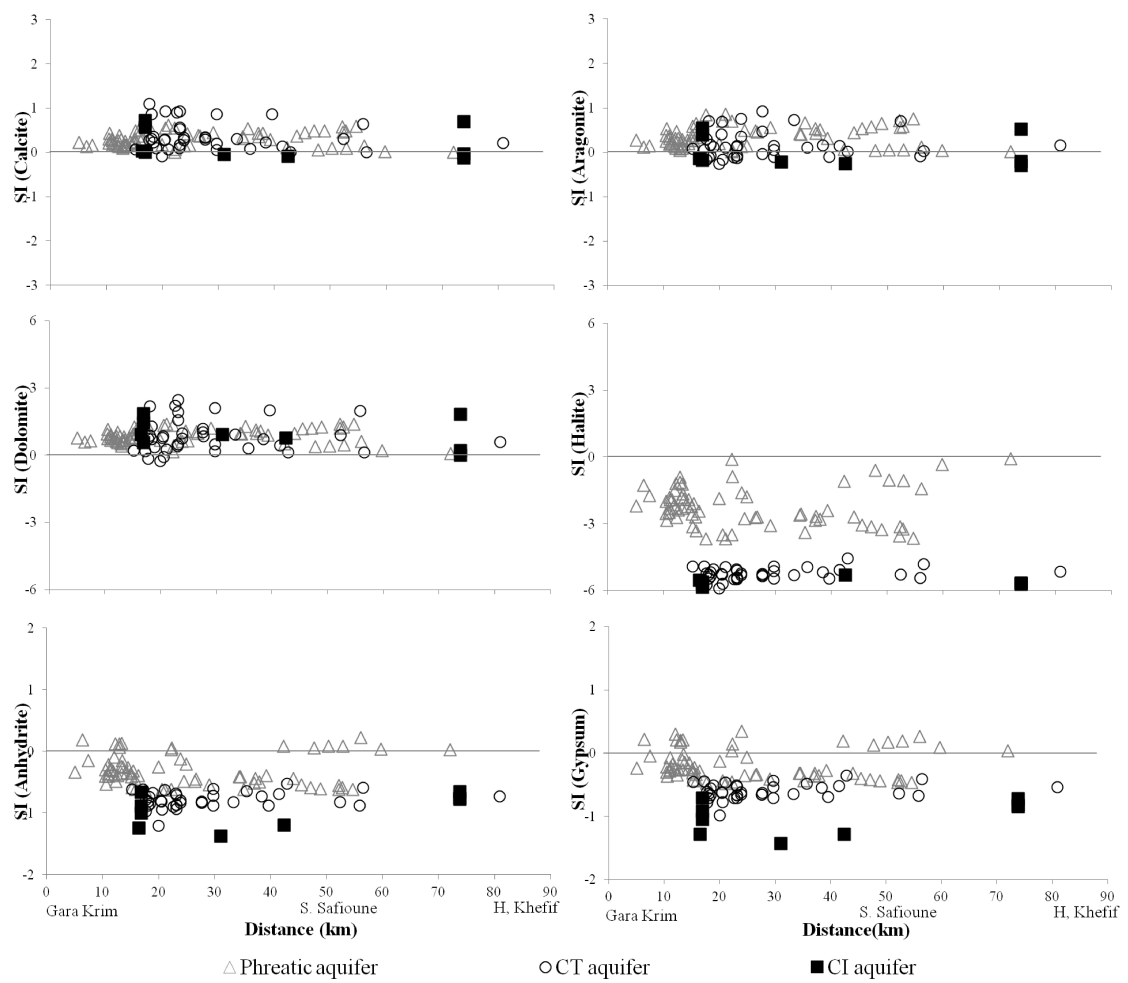 3
2
1
0
-1
-2
-3
SI (Calcite)
3
2
1
0
-1
-2
-3
SI (Aragonite)
6
3
0
-3
-6
SI (Dolomite)
6
3
0
-3
-6
SI (Halite)
2
1
0
-1
-2
SI (Anhydrite)
0 10 20 30 40 50 60 70 80 90
Gara Krim S. Safioune H, Khefif
Distance (km)
2
1
0
-1
-2
SI (Gypsum)
0 10 20 30 40 50 60 70 80 90
Gara Krim S. Safioune H, Khefif
Distance(km)
Phreatic aquifer CT aquifer CI aquifer